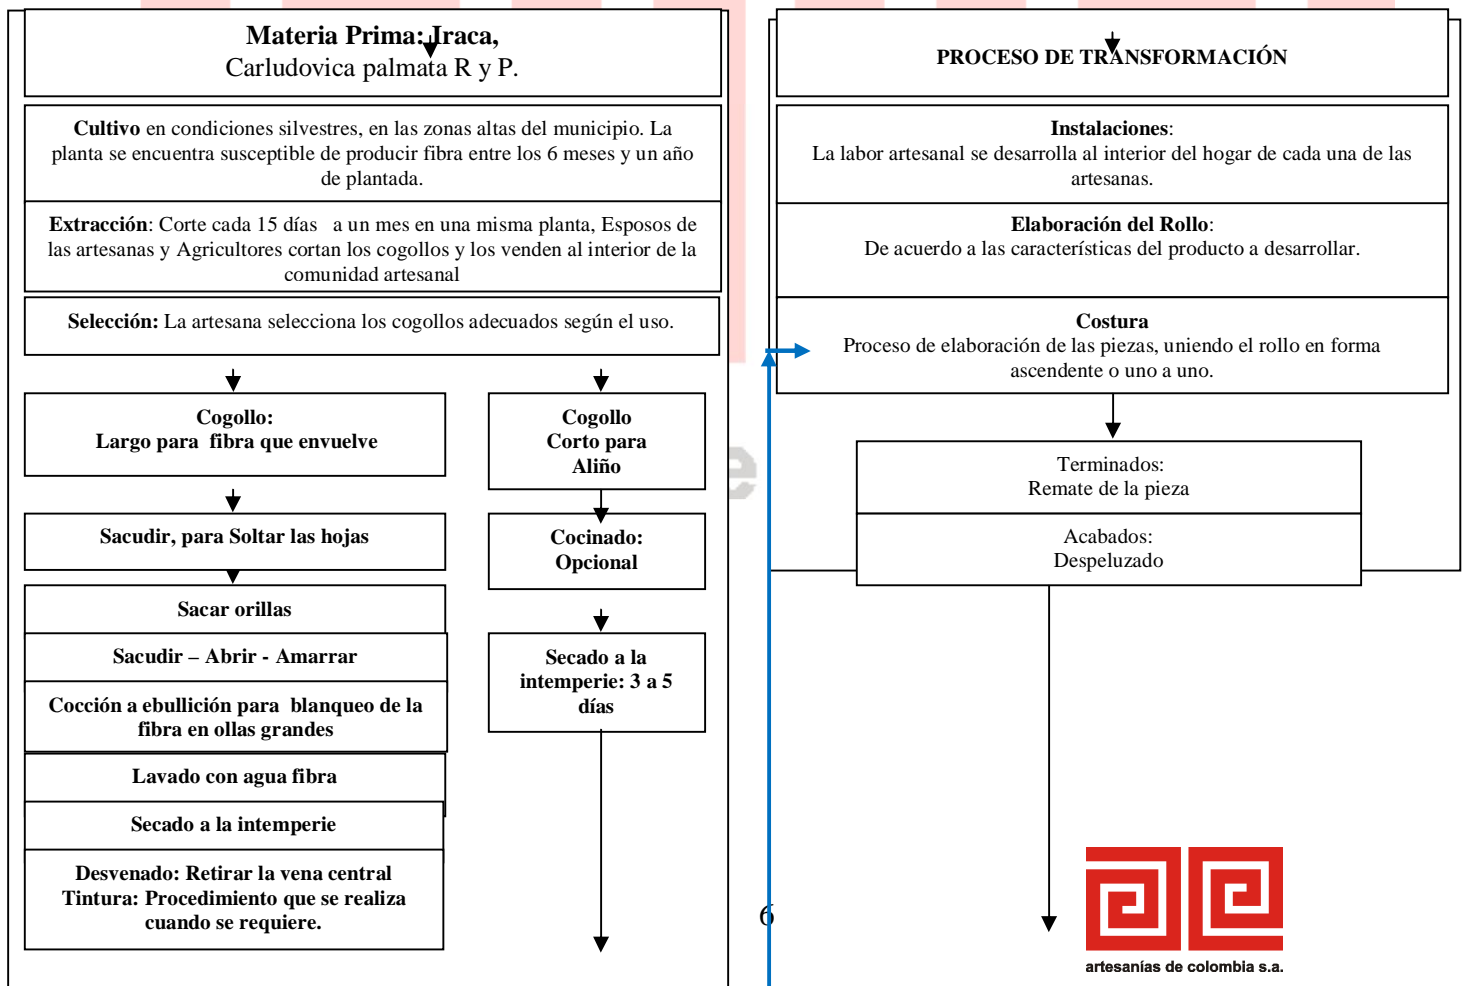 Materia Prima: Iraca,
Carludovica palmata R y P.
Cultivo en condiciones silvestres, en las zonas altas del municipio. La
planta se encuentra susceptible de producir fibra entre los 6 meses y un año
de plantada.
Extracción: Corte cada 15 días a un mes en una misma planta, Esposos de
las artesanas y Agricultores cortan los cogollos y los venden al interior de la
comunidad artesanal
Selección: La artesana selecciona los cogollos adecuados según el uso.
Cogollo:
Largo para fibra que envuelve
Sacudir, para Soltar las hojas
Sacar orillas
Sacudir – Abrir - Amarrar
Cocción a ebullición para blanqueo de la
fibra en ollas grandes
Lavado con agua fibra
Secado a la intemperie
Desvenado: Retirar la vena central
Tintura: Procedimiento que se realiza
cuando se requiere.
Cogollo
Corto para
Aliño
Cocinado:
Opcional
Secado a la
intemperie: 3 a 5
días
PROCESO DE TRANSFORMACIÓN
Instalaciones:
La labor artesanal se desarrolla al interior del hogar de cada una de las
artesanas.
Elaboración del Rollo:
De acuerdo a las características del producto a desarrollar.
Costura
Proceso de elaboración de las piezas, uniendo el rollo en forma
ascendente o uno a uno.
Terminados:
Remate de la pieza
Acabados:
Despeluzado
6
artesanías de colombia s.a.